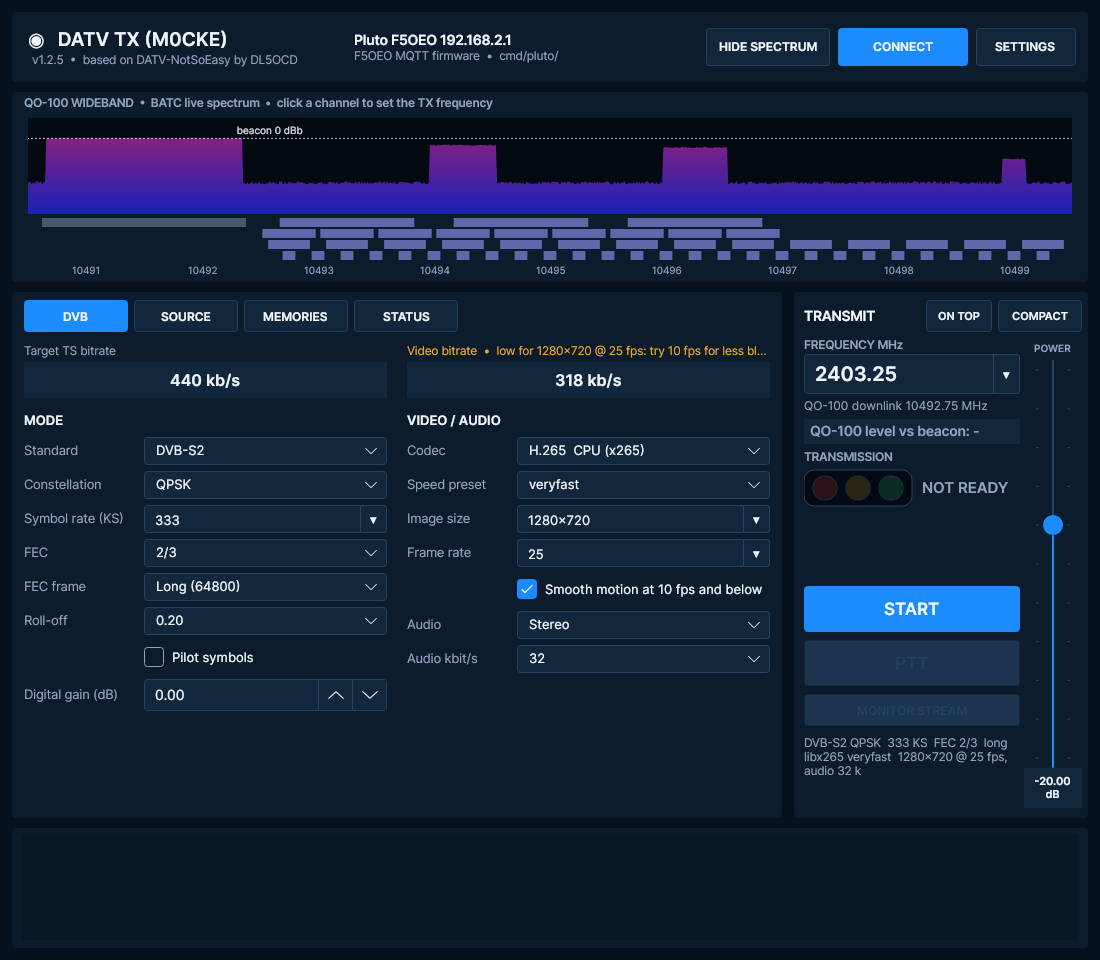 DATV TX (M0CKE)
v1.2.5 • based on DATV-NotSoEasy by DL5OCD
Pluto F5OEO 192.168.2.1
F5OEO MQTT firmware • cmd/pluto/
HIDE SPECTRUM
CONNECT
SETTINGS
QO-100 WIDEBAND • BATC live spectrum • click a channel to set the TX frequency
beacon 0 dBb
10491 10492 10493 10494 10495 10496 10497 10498 10499
DVB
SOURCE
MEMORIES
STATUS
Target TS bitrate
440 kb/s
MODE
Standard DVB-S2
Constellation QPSK
Symbol rate (KS) 333
FEC 2/3
FEC frame Long (64800)
Roll-off 0.20
Pilot symbols
Digital gain (dB) 0.00
Video bitrate • low for 1280×720 @ 25 fps: try 10 fps for less bl...
318 kb/s
VIDEO / AUDIO
Codec H.265 CPU (x265)
Speed preset veryfast
Image size 1280×720
Frame rate 25
Smooth motion at 10 fps and below
Audio Stereo
Audio kbit/s 32
TRANSMIT
ON TOP
COMPACT
FREQUENCY MHz
2403.25
QO-100 downlink 10492.75 MHz
QO-100 level vs beacon: -
TRANSMISSION
NOT READY
START
PTT
MONITOR STREAM
DVB-S2 QPSK 333 KS FEC 2/3 long
libx265 veryfast 1280×720 @ 25 fps,
audio 32 k
POWER
-20.00
dB